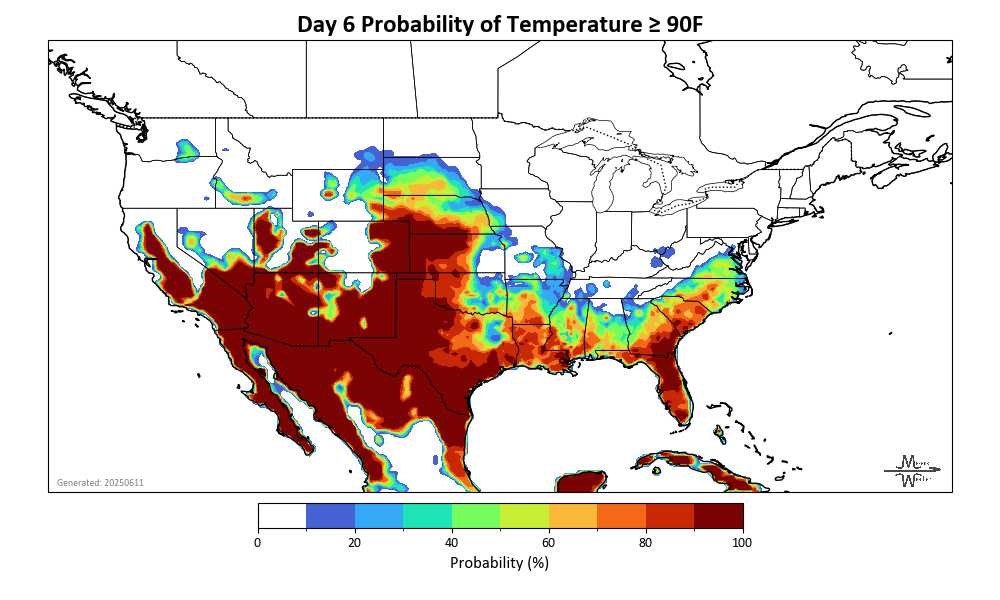 Day 6 Probability of Temperature ≥ 90F
Generated: 20250611
0 20 40 60 80 100
Probability (%)